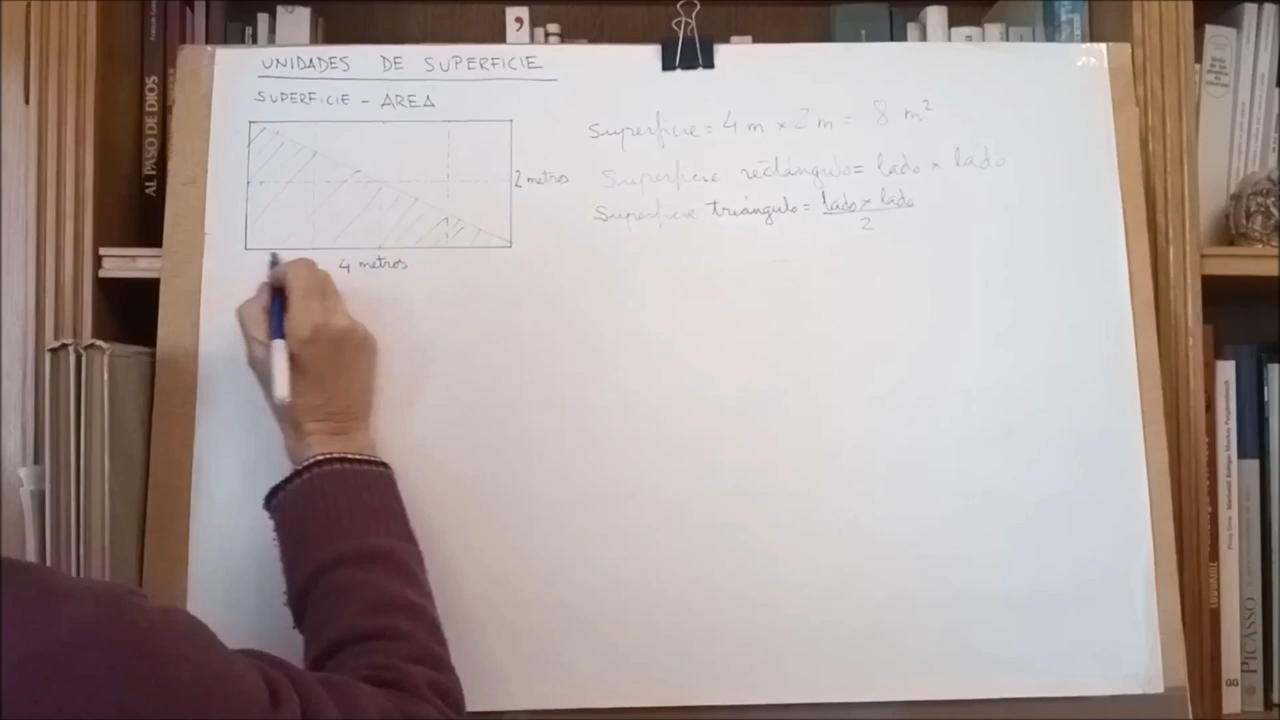 UNIDADES DE SUPERFICIE
SUPERFICIE - ÁREA
2 metros
4 metros
Superficie = 4 m × 2 m = 8 m²
Superficie rectángulo = lado × lado
Superficie triángulo = lado × lado
2
AL PASO DE DIOS
PICASSO